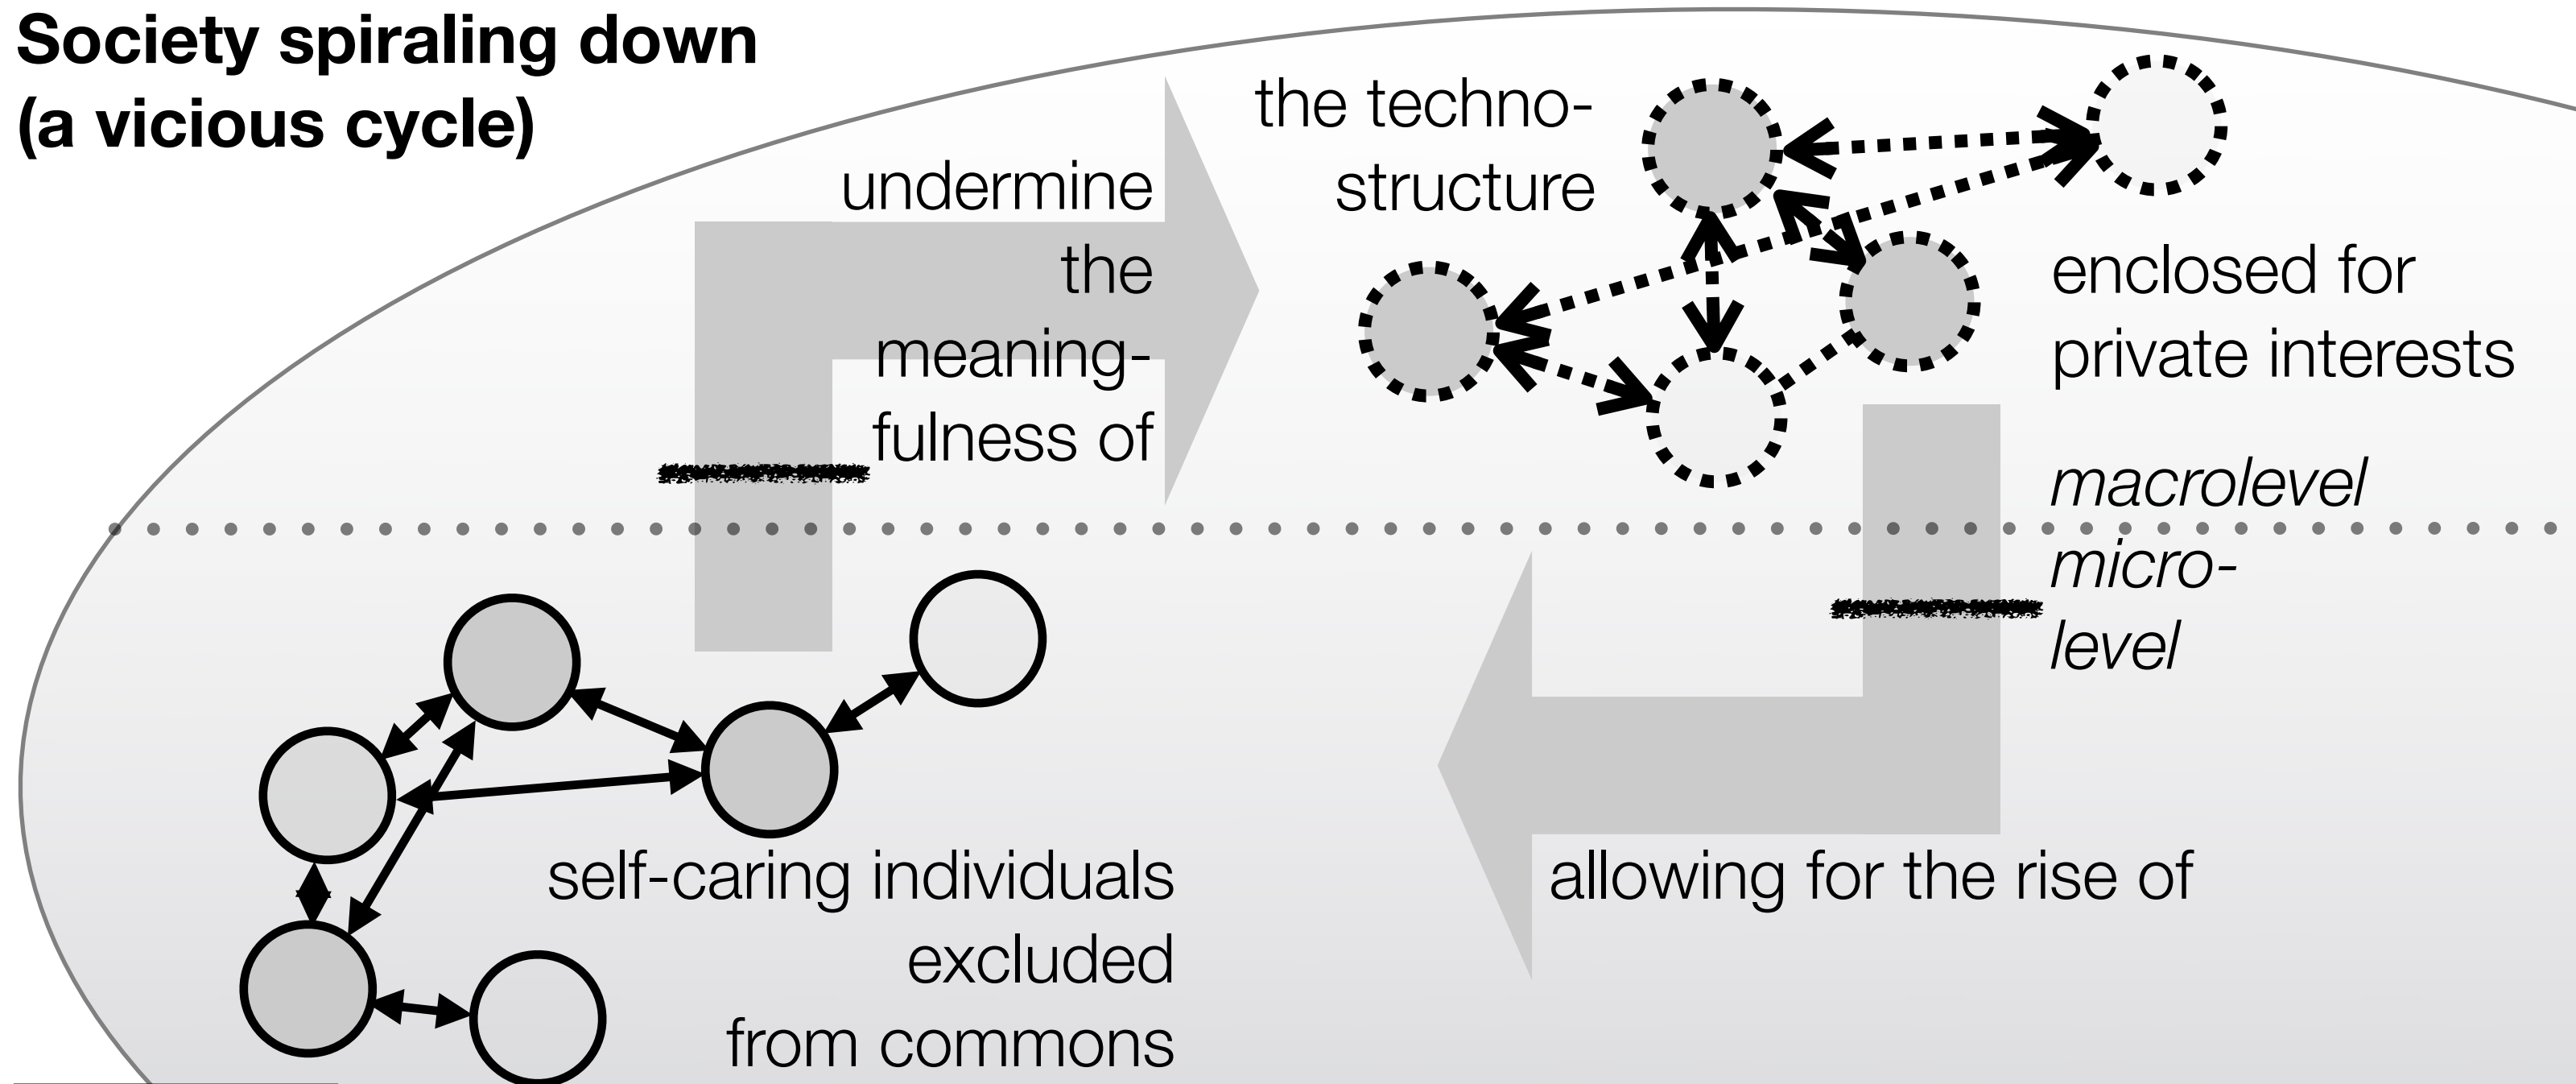 Society spiraling down
(a vicious cycle)
undermine
the
meaning-
fulness of
the techno-
structure
enclosed for
private interests
macrolevel
micro-
level
self-caring individuals
excluded
from commons
allowing for the rise of